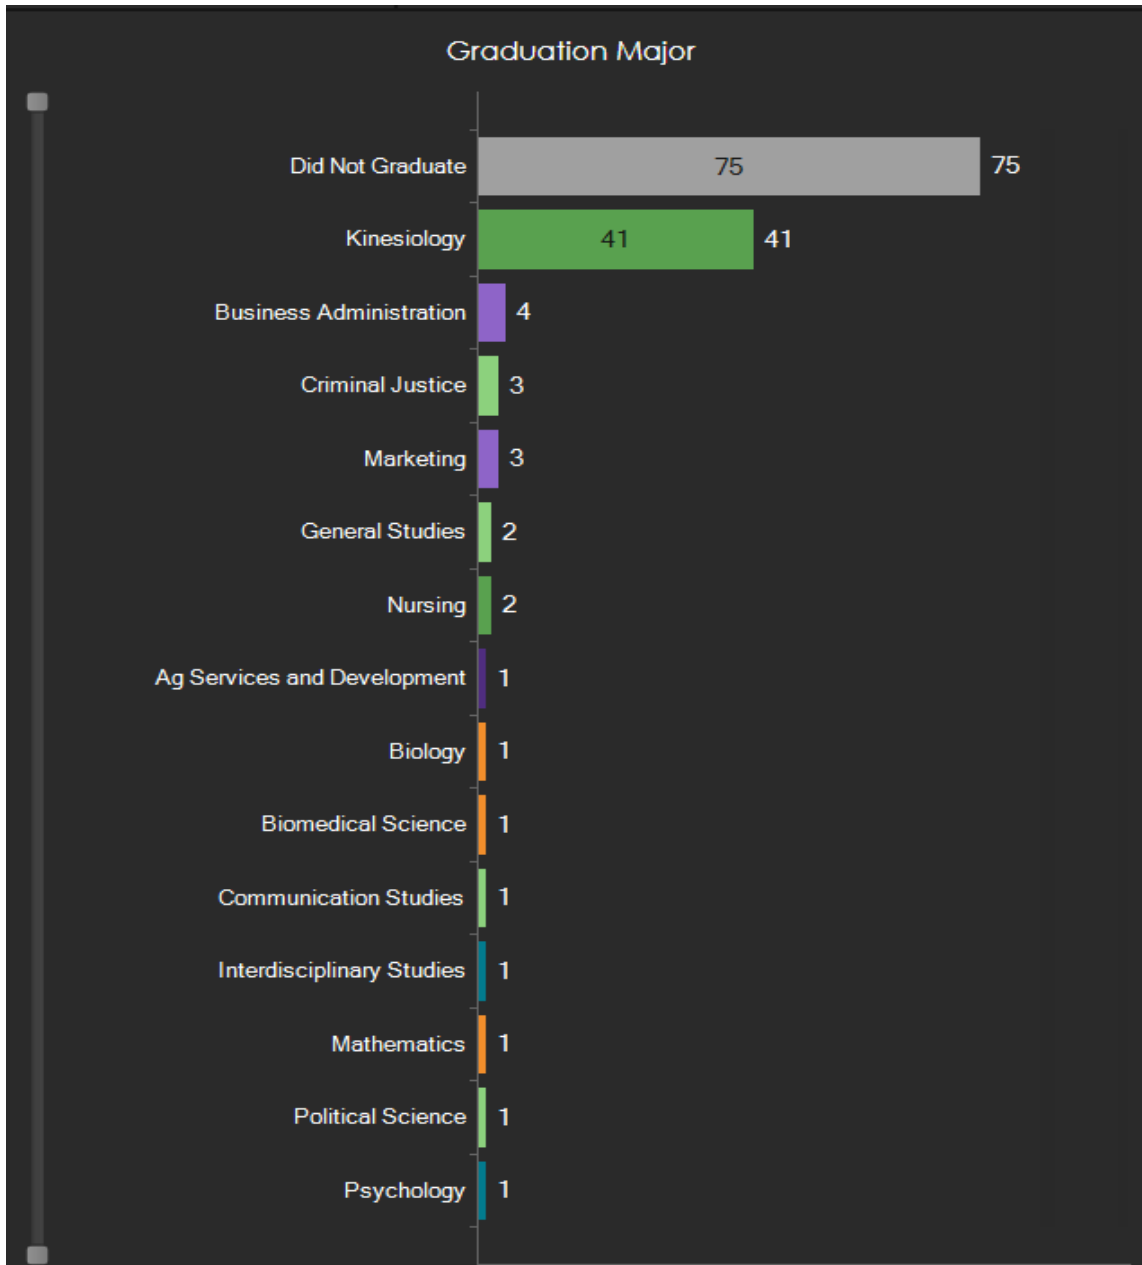 Graduation Major
Did Not Graduate 75 75
Kinesiology 41 41
Business Administration 4
Criminal Justice 3
Marketing 3
General Studies 2
Nursing 2
Ag Services and Development 1
Biology 1
Biomedical Science 1
Communication Studies 1
Interdisciplinary Studies 1
Mathematics 1
Political Science 1
Psychology 1